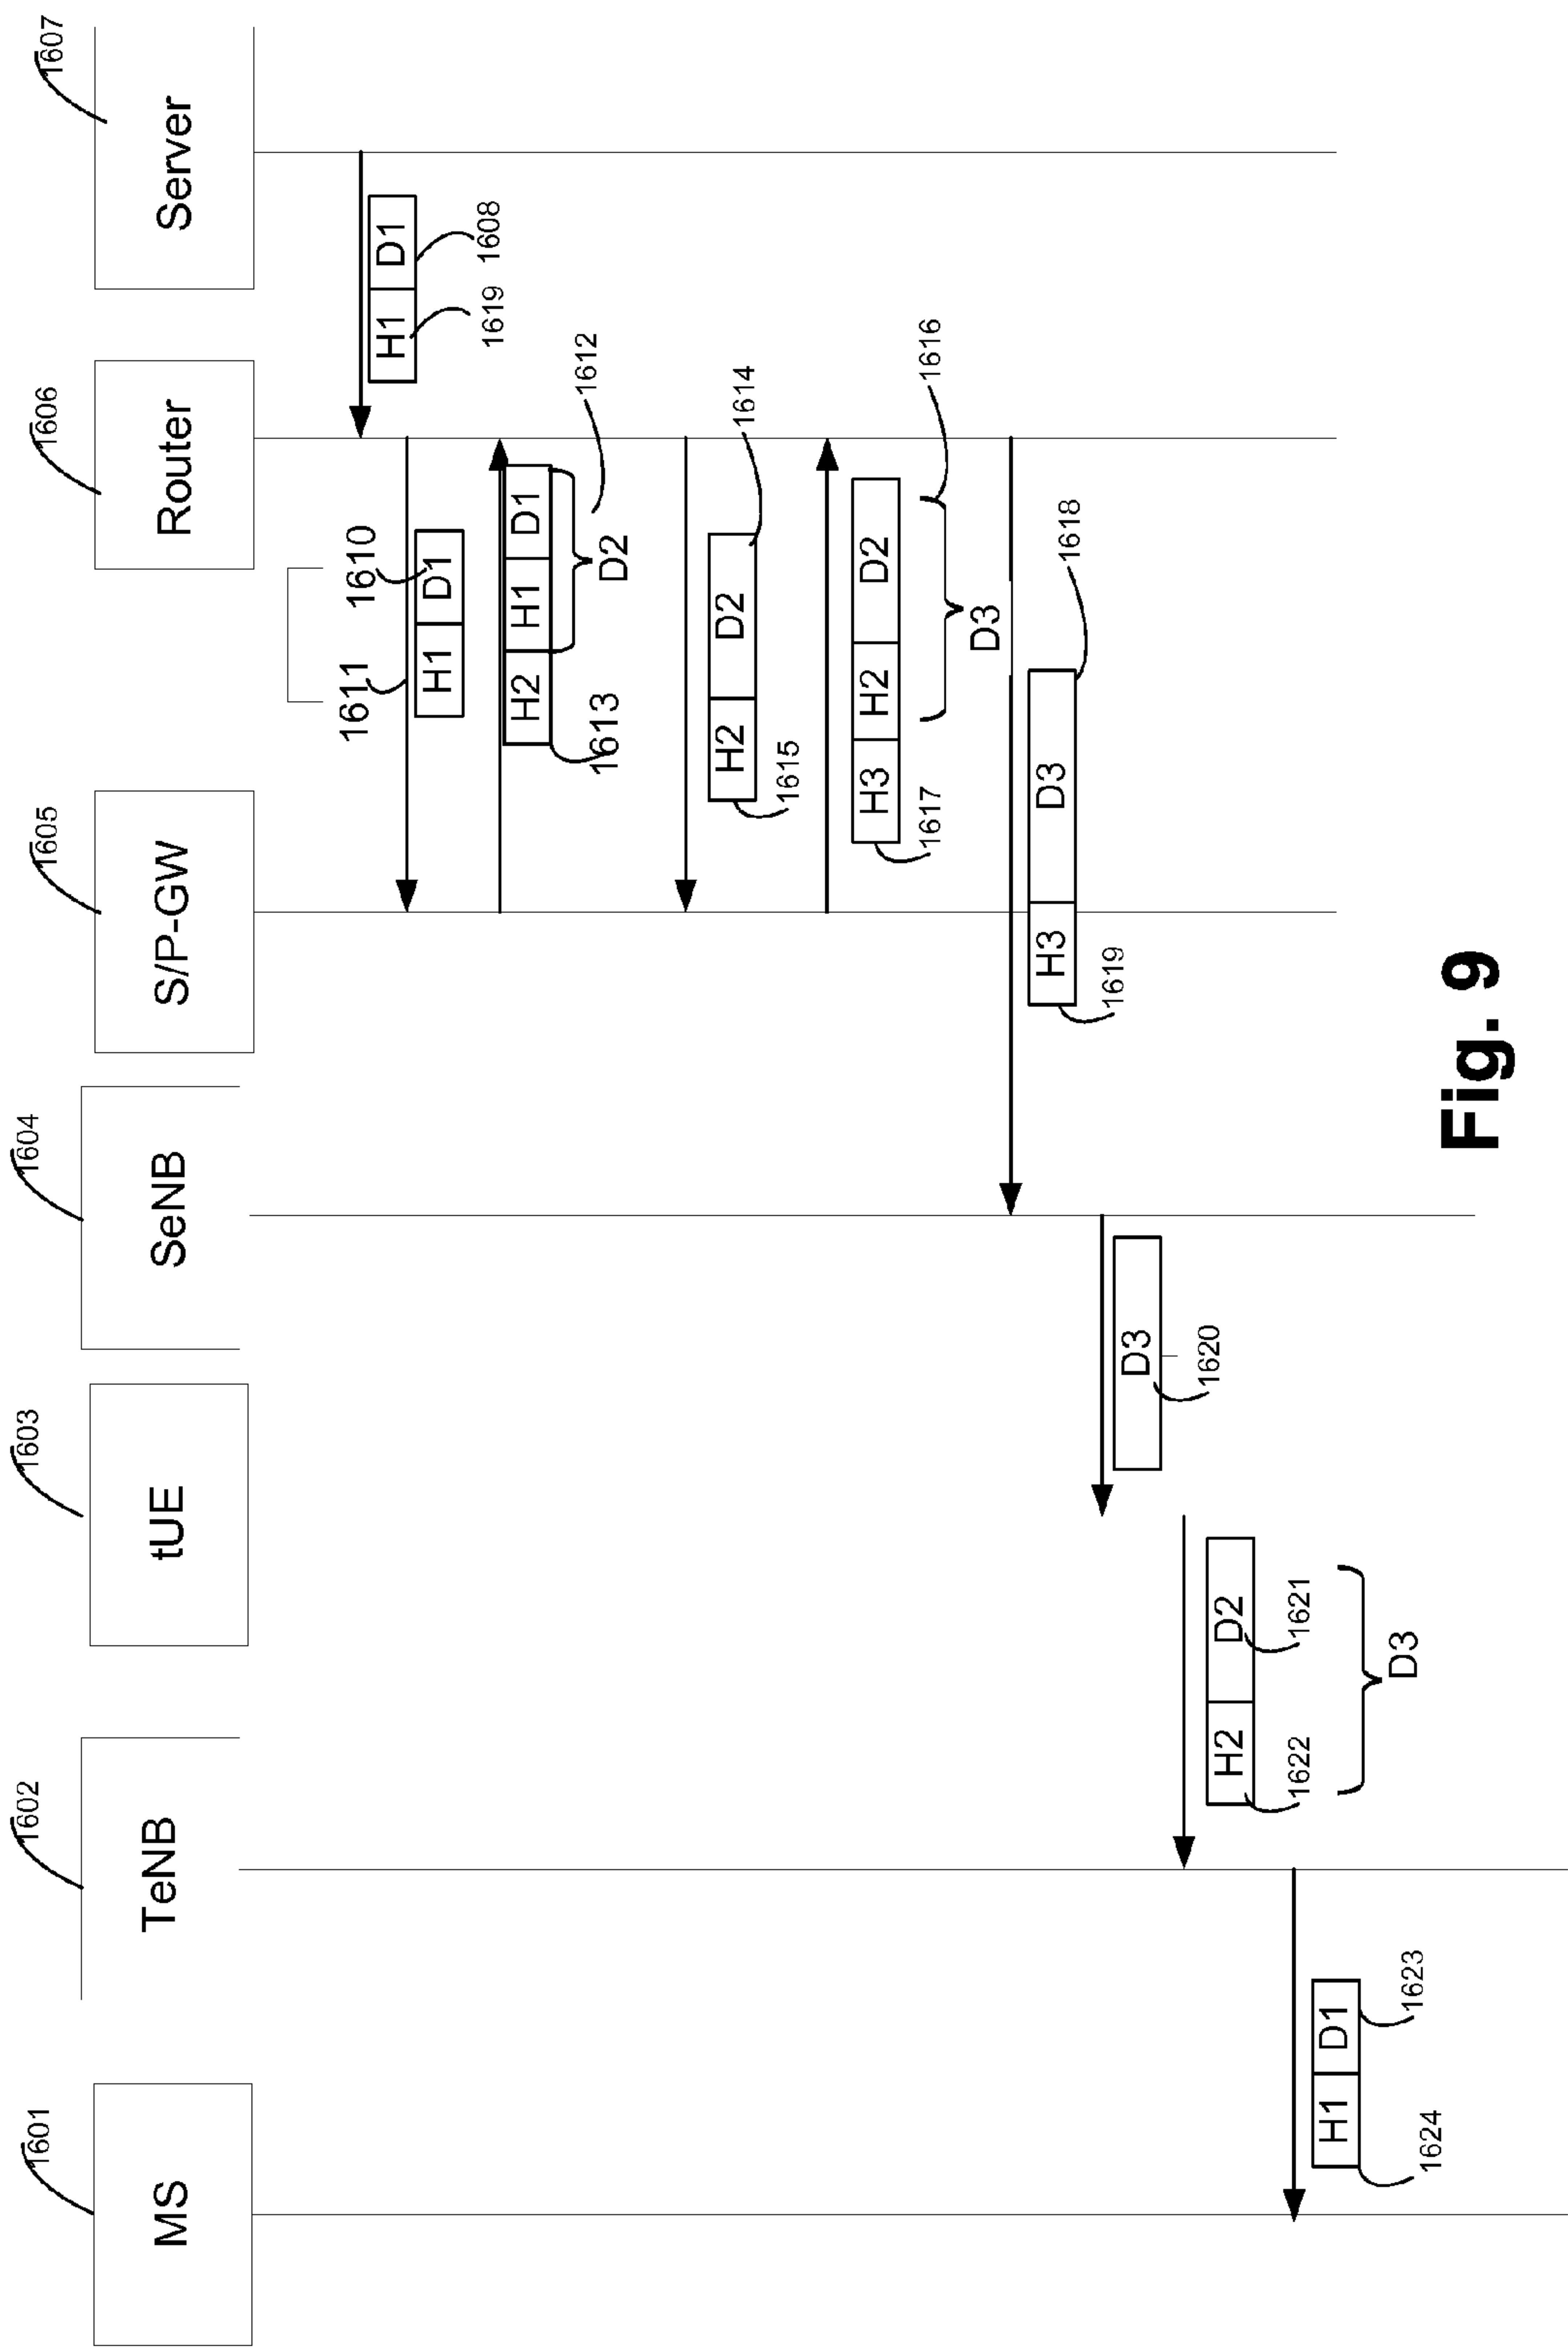 1601
1602
1603
1604
1605
1606
1607
MS
TeNB
tUE
SeNB
S/P-GW
Router
Server
H1 D1
1619
1608
1611
1610
H1 D1
H2 H1 D1
1613
D2
1612
H2 D2
1615
1614
H3 H2 D2
1617
D3
1616
H3 D3
1619
1618
D3
1620
H2 D2
1622
1621
D3
H1 D1
1624
1623
Fig. 9